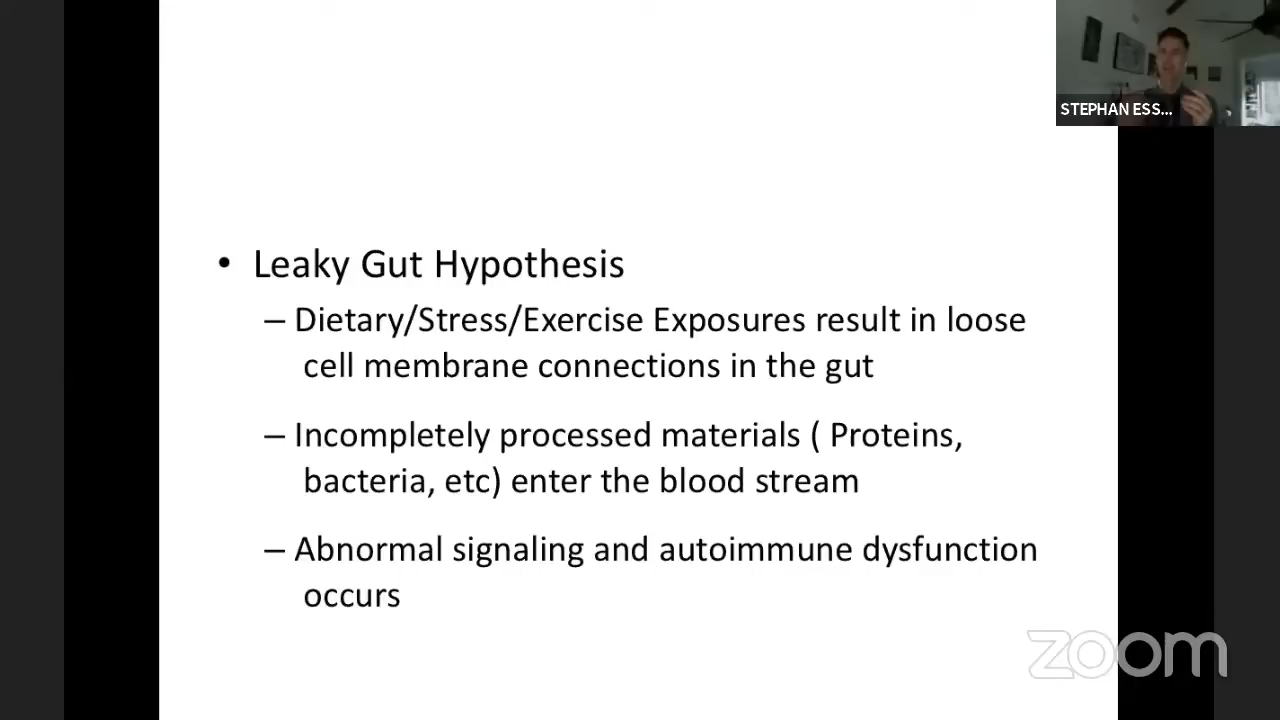 STEPHAN ESS...
• Leaky Gut Hypothesis
– Dietary/Stress/Exercise Exposures result in loose
cell membrane connections in the gut
– Incompletely processed materials ( Proteins,
bacteria, etc) enter the blood stream
– Abnormal signaling and autoimmune dysfunction
occurs
zoom